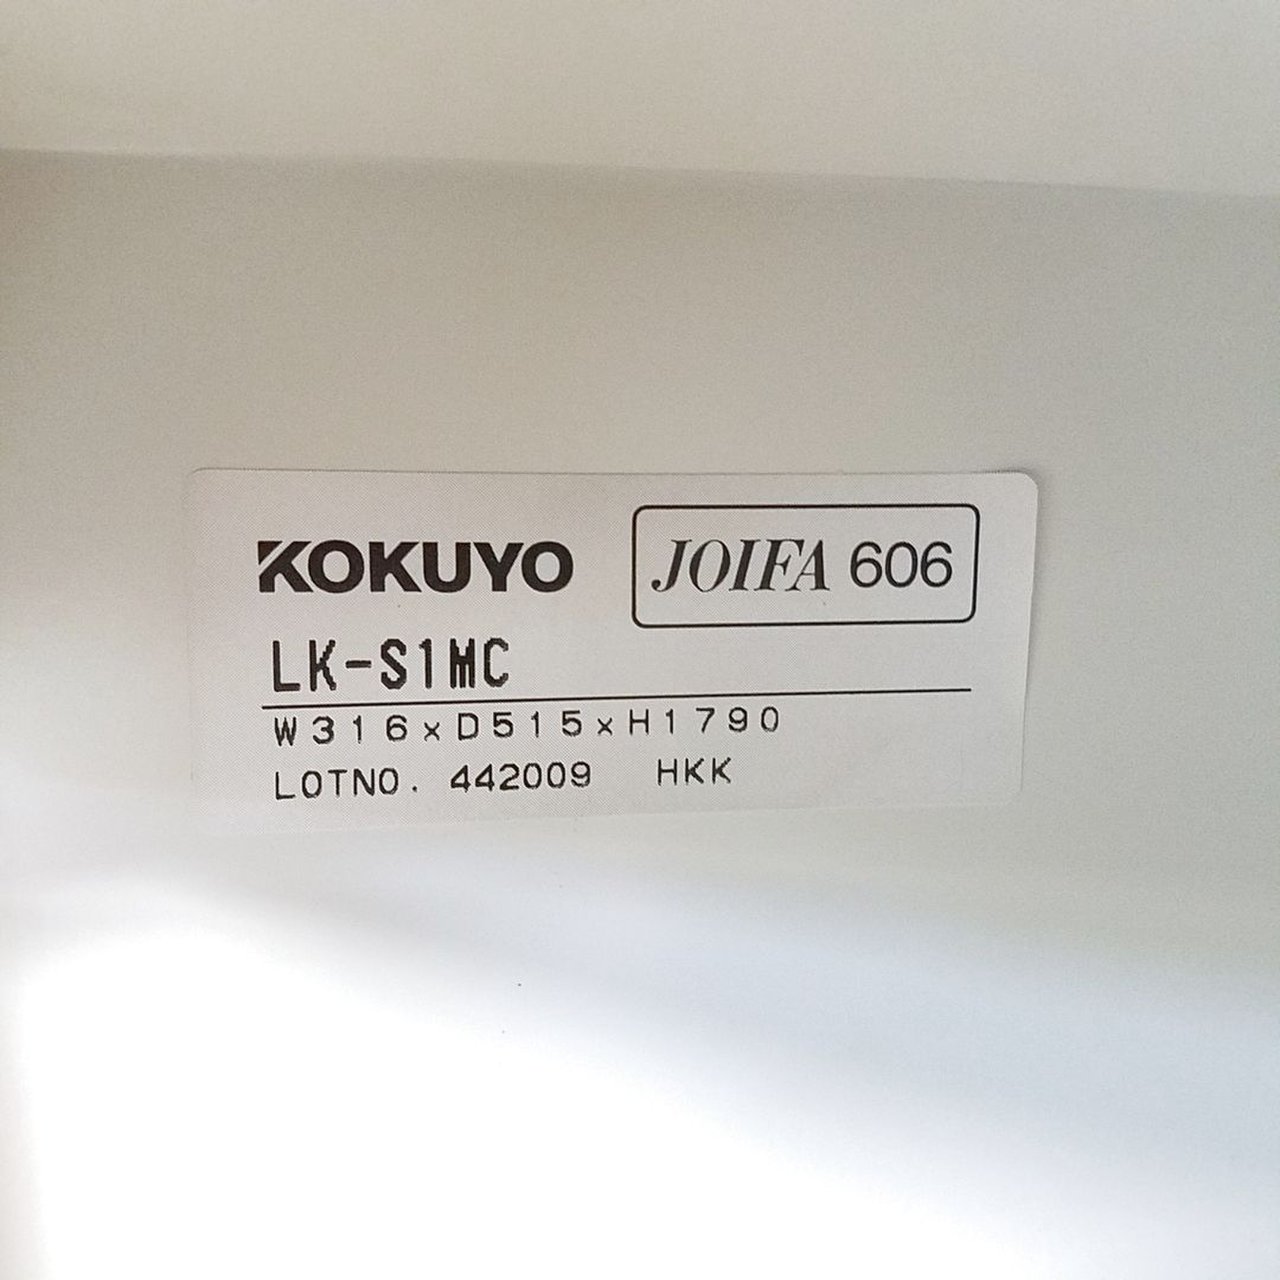 KOKUYO JOIFA 606
LK-S1MC
W316×D515×H1790
LOTNO. 442009 HKK